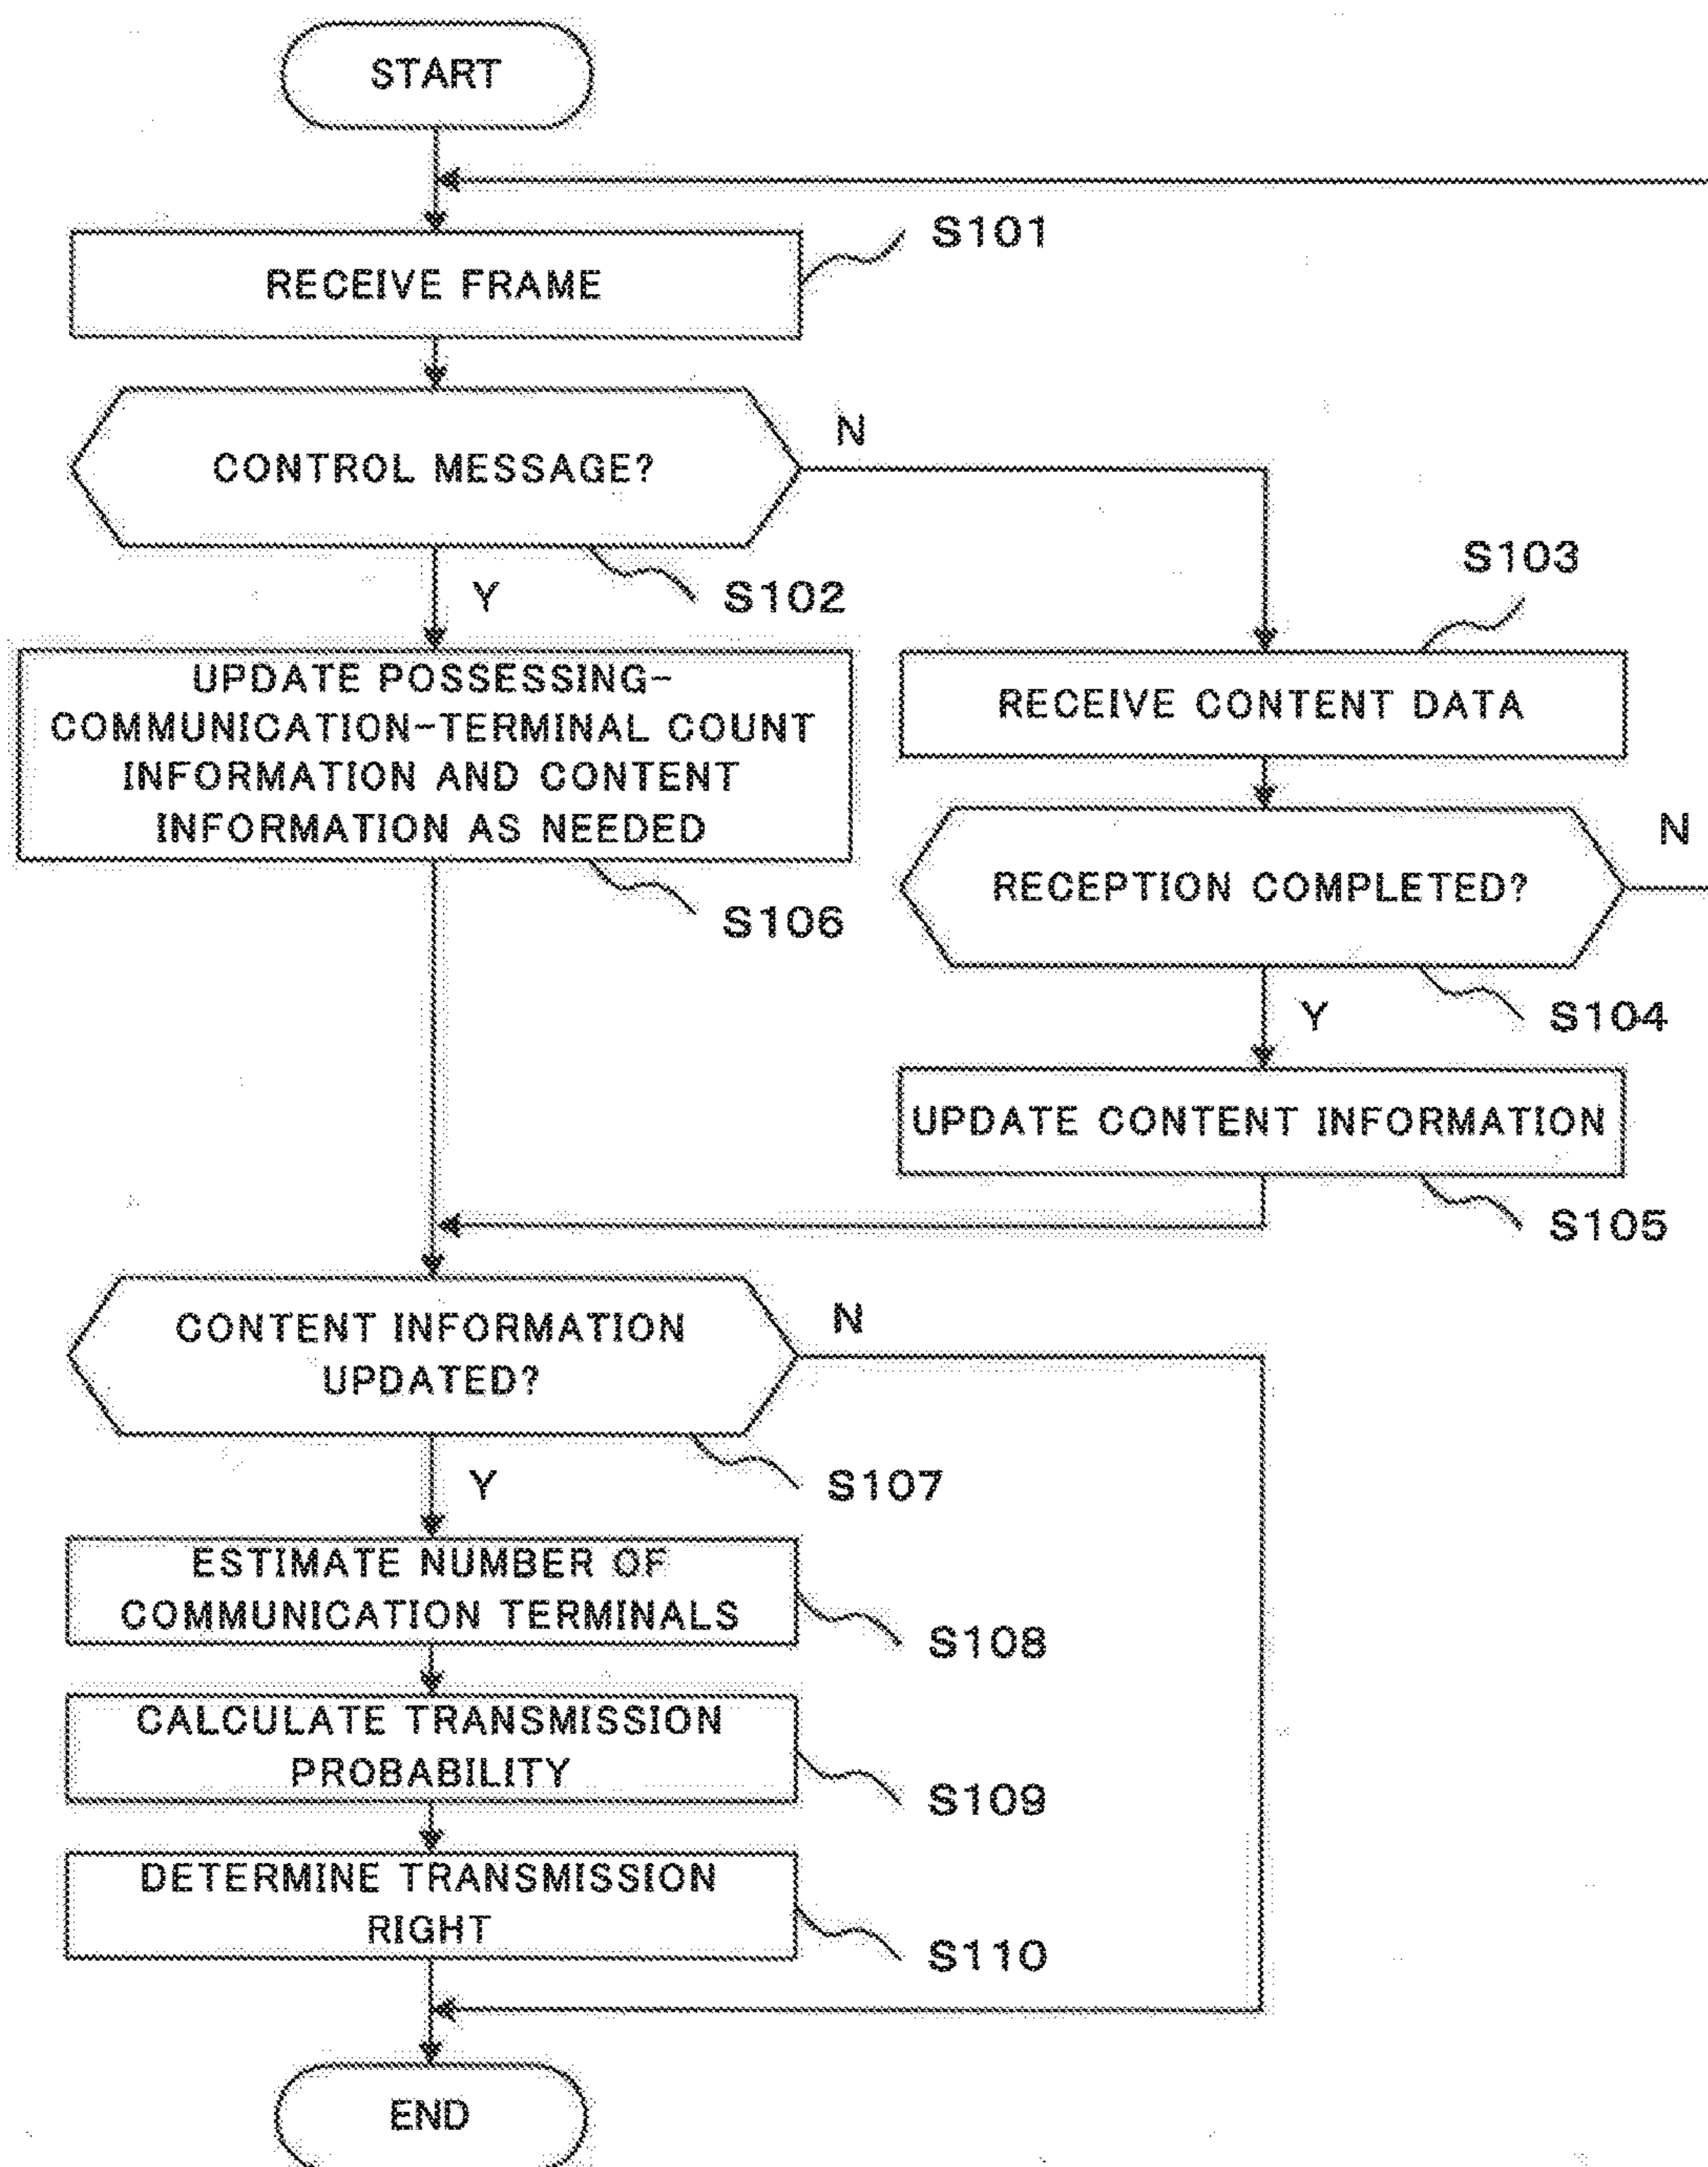 START
S101
RECEIVE FRAME
N
CONTROL MESSAGE?
S102
Y
S103
UPDATE POSSESSING-
COMMUNICATION-TERMINAL COUNT
INFORMATION AND CONTENT
INFORMATION AS NEEDED
S106
RECEIVE CONTENT DATA
N
RECEPTION COMPLETED?
S104
Y
UPDATE CONTENT INFORMATION
S105
CONTENT INFORMATION
UPDATED?
N
S107
Y
ESTIMATE NUMBER OF
COMMUNICATION TERMINALS
S108
CALCULATE TRANSMISSION
PROBABILITY
S109
DETERMINE TRANSMISSION
RIGHT
S110
END